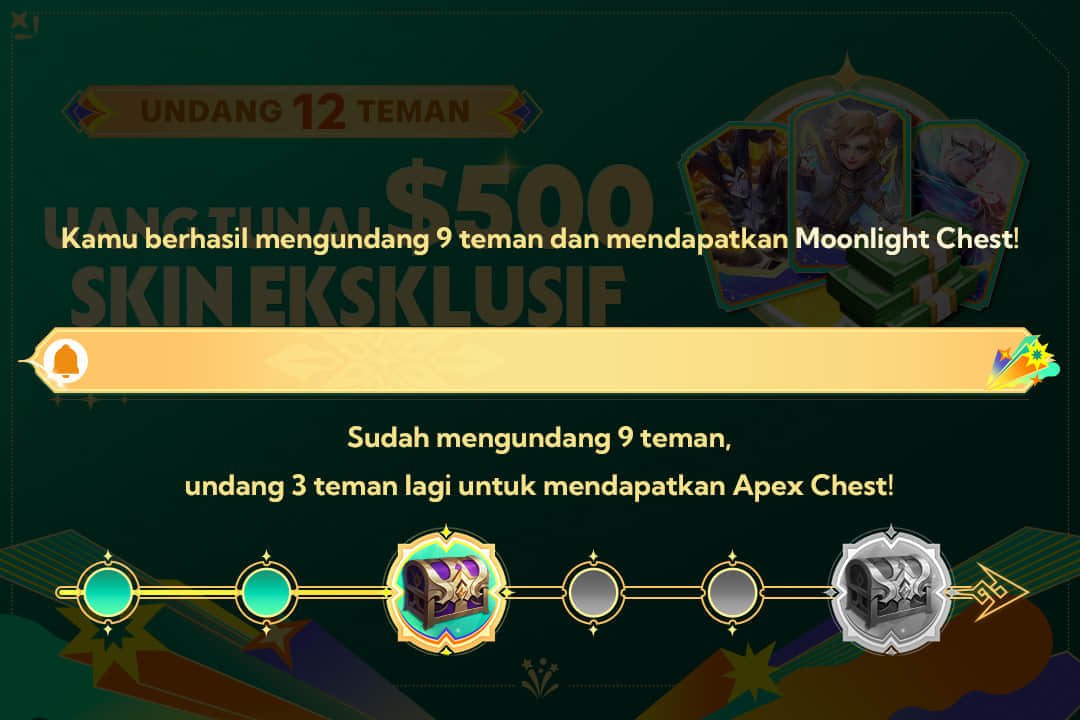 UNDANG 12 TEMAN
UANG TUNAI $500
SKIN EKSKLUSIF
Kamu berhasil mengundang 9 teman dan mendapatkan Moonlight Chest!
Sudah mengundang 9 teman,
undang 3 teman lagi untuk mendapatkan Apex Chest!